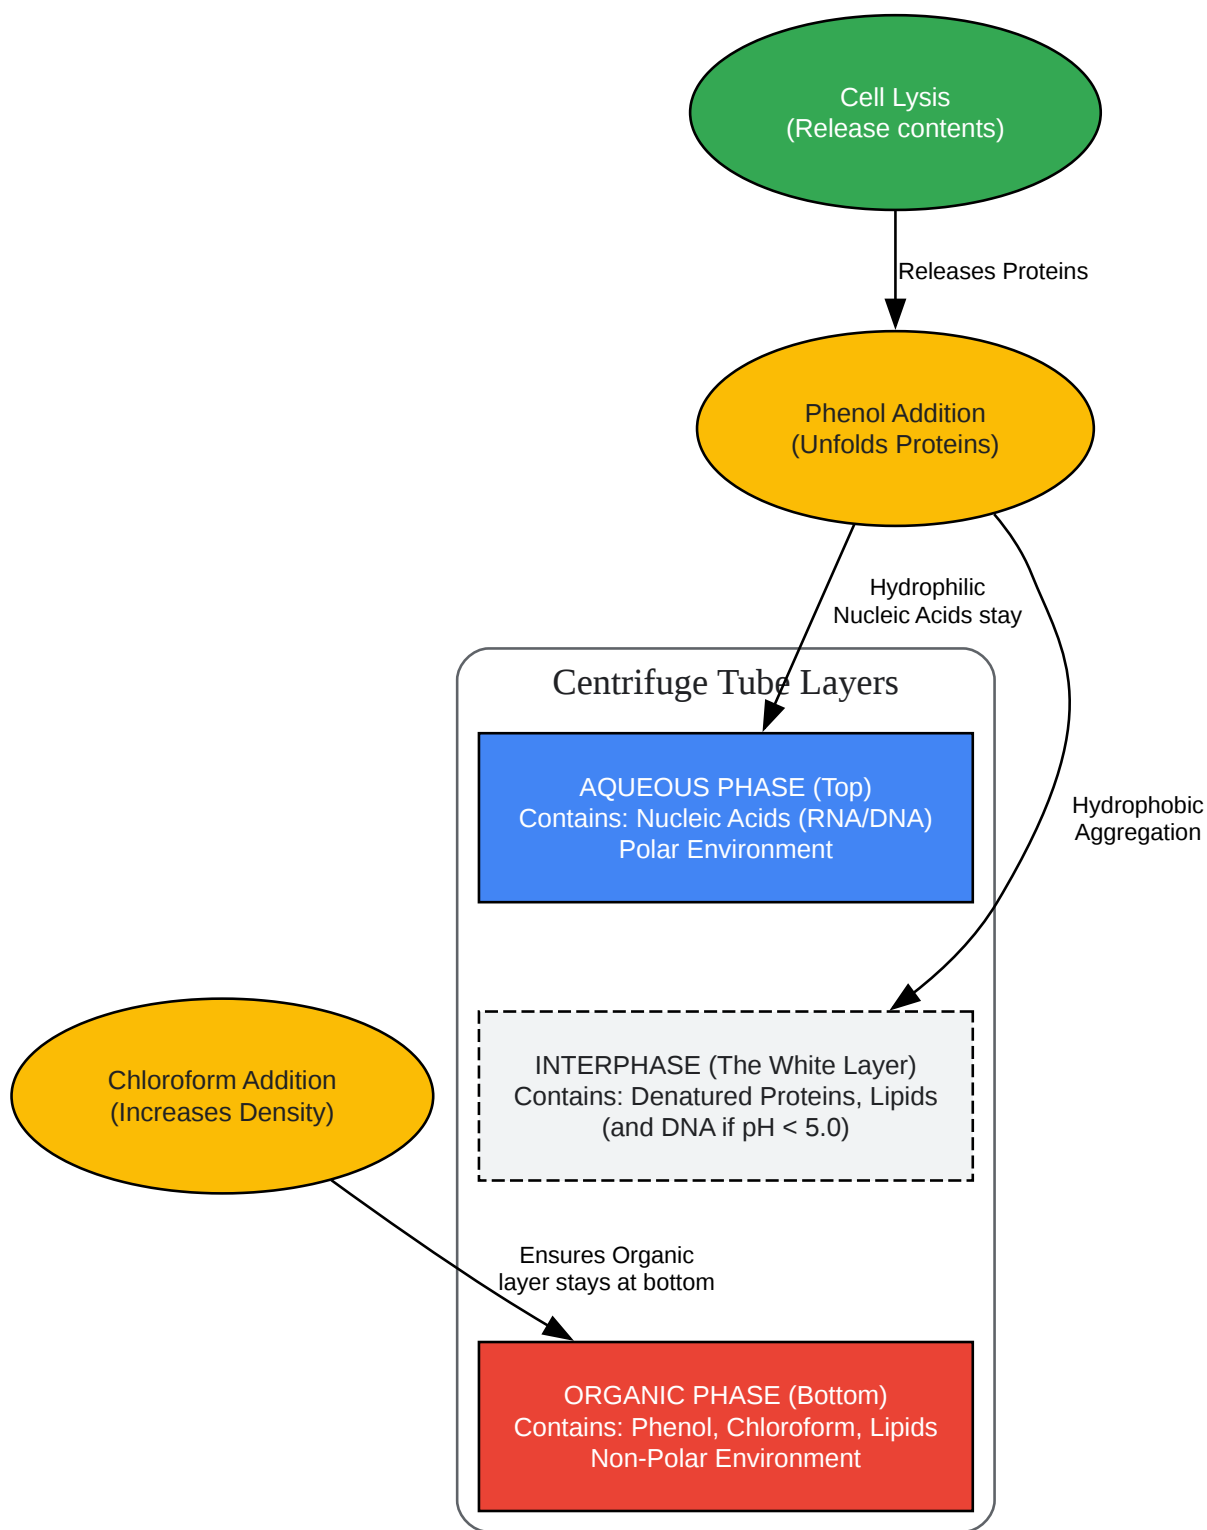 Cell Lysis
(Release contents)
Releases Proteins
Phenol Addition
(Unfolds Proteins)
Hydrophilic
Nucleic Acids stay
Centrifuge Tube Layers
AQUEOUS PHASE (Top)
Contains: Nucleic Acids (RNA/DNA)
Polar Environment
Hydrophobic
Aggregation
INTERPHASE (The White Layer)
Contains: Denatured Proteins, Lipids
(and DNA if pH < 5.0)
Chloroform Addition
(Increases Density)
Ensures Organic
layer stays at bottom
ORGANIC PHASE (Bottom)
Contains: Phenol, Chloroform, Lipids
Non-Polar Environment